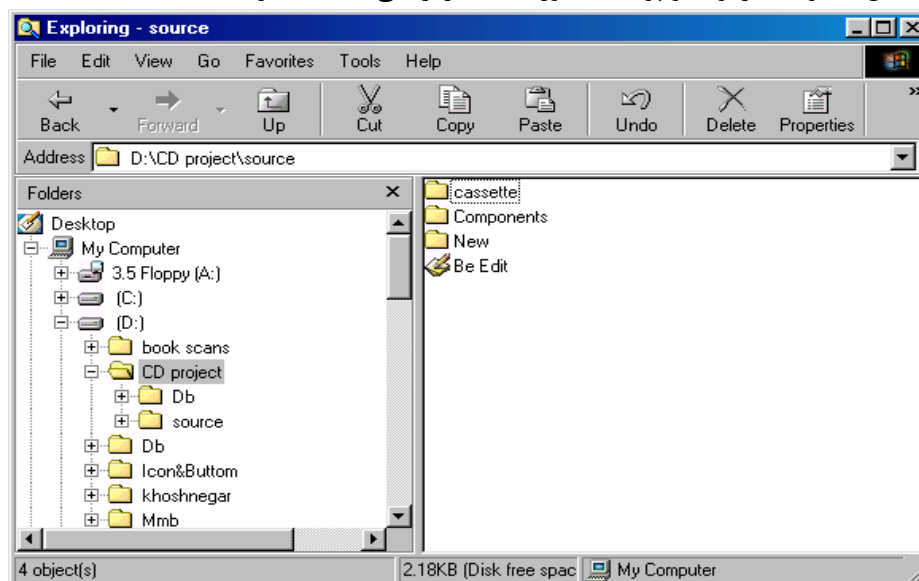 Exploring - source
File Edit View Go Favorites Tools Help
Back Forward Up Cut Copy Paste Undo Delete Properties »
Address D:\CD project\source
Folders ×
Desktop
My Computer
3.5 Floppy (A:)
(C:)
(D:)
book scans
CD project
Db
source
Db
Icon&Buttom
khoshnegar
Mmb
cassette
Components
New
Be Edit
4 object(s) 2.18KB (Disk free spac My Computer